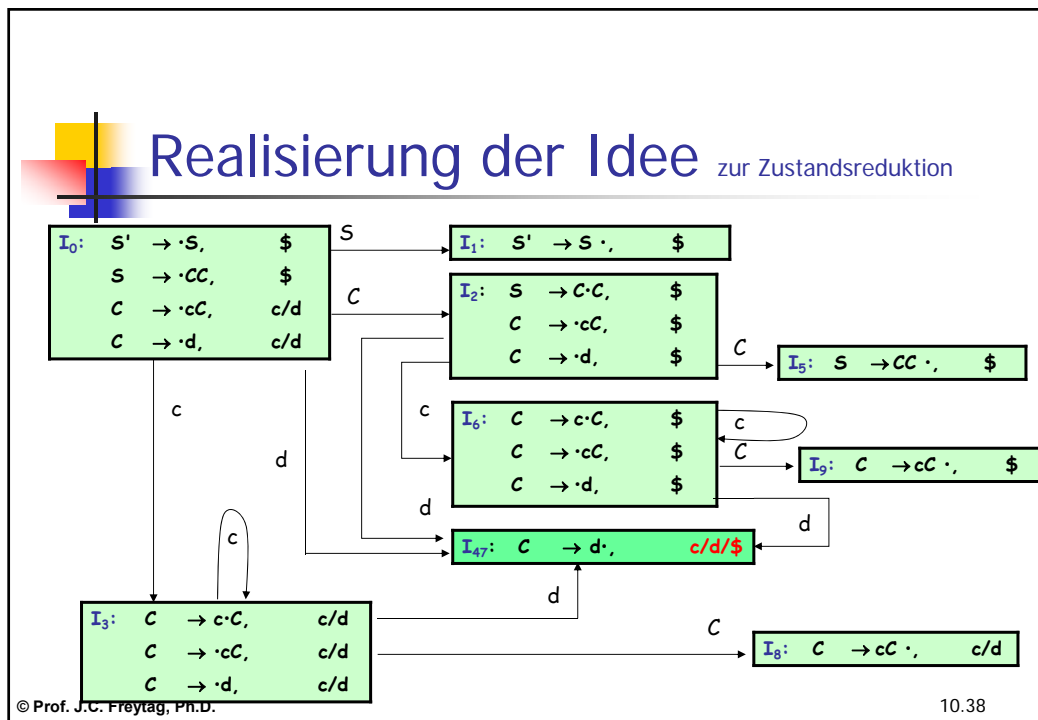 Realisierung der Idee zur Zustandsreduktion
I₀: S' → ·S, $
S → ·CC, $
C → ·cC, c/d
C → ·d, c/d
S
C
I₁: S' → S ·, $
I₂: S → C·C, $
C → ·cC, $
C → ·d, $
C
I₅: S → CC ·, $
c
d
c
I₆: C → c·C, $
C → ·cC, $
C → ·d, $
c
C
I₉: C → cC ·, $
d
d
I₄₇: C → d·, c/d/$
c
d
I₃: C → c·C, c/d
C → ·cC, c/d
C → ·d, c/d
C
I₈: C → cC ·, c/d
© Prof. J.C. Freytag, Ph.D.
10.38